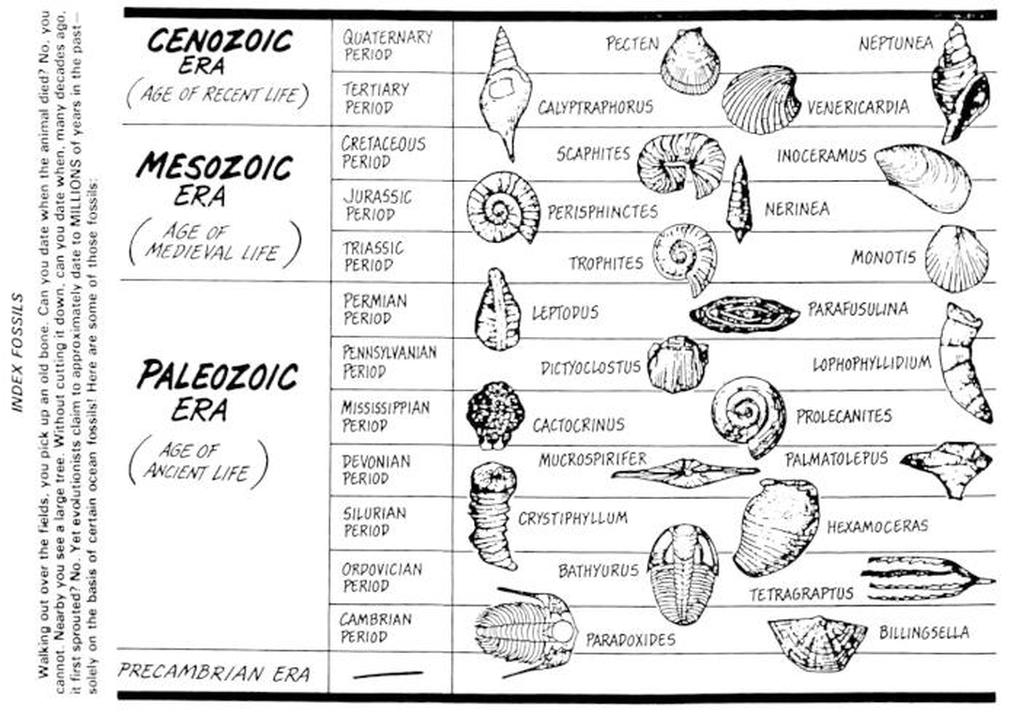 INDEX FOSSILS
Walking out over the fields, you pick up an old bone. Can you date when the animal died? No, you
cannot. Nearby you see a large tree. Without cutting it down, can you date when, many decades ago,
it first sprouted? No. Yet evolutionists claim to approximately date to MILLIONS of years in the past—
solely on the basis of certain ocean fossils! Here are some of those fossils:
CENOZOIC
ERA
(AGE OF RECENT LIFE)
QUATERNARY
PERIOD
PECTEN
NEPTUNEA
TERTIARY
PERIOD
CALYPTRAPHORUS
VENERICARDIA
MESOZOIC
ERA
(AGE OF
MEDIEVAL LIFE)
CRETACEOUS
PERIOD
SCAPHITES
INOCERAMUS
JURASSIC
PERIOD
PERISPHINCTES
NERINEA
TRIASSIC
PERIOD
TROPHITES
MONOTIS
PALEOZOIC
ERA
(AGE OF
ANCIENT LIFE)
PERMIAN
PERIOD
LEPTODUS
PARAFUSULINA
PENNSYLVANIAN
PERIOD
DICTYOCLOSTUS
LOPHOPHYLLIDIUM
MISSISSIPPIAN
PERIOD
CACTOCRINUS
PROLECANITES
DEVONIAN
PERIOD
MUCROSPIRIFER
PALMATOLEPUS
SILURIAN
PERIOD
CRYSTIPHYLLUM
HEXAMOCERAS
ORDOVICIAN
PERIOD
BATHYURUS
TETRAGRAPTUS
CAMBRIAN
PERIOD
PARADOXIDES
BILLINGSELLA
PRECAMBRIAN ERA